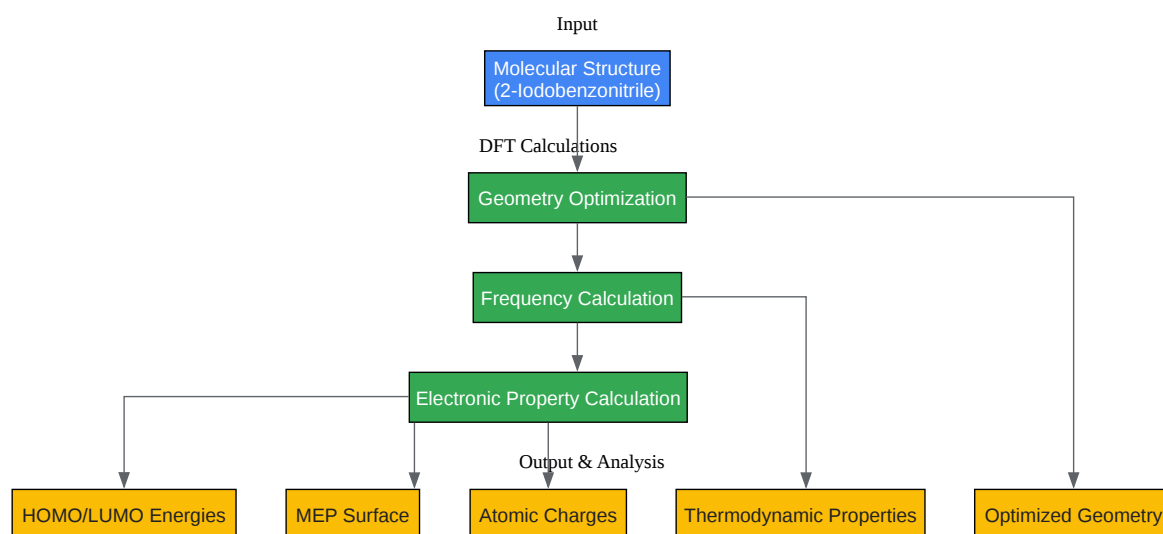 Input
Molecular Structure
(2-Iodobenzonitrile)
DFT Calculations
Geometry Optimization
Frequency Calculation
Electronic Property Calculation
Output & Analysis
HOMO/LUMO Energies
MEP Surface
Atomic Charges
Thermodynamic Properties
Optimized Geometry